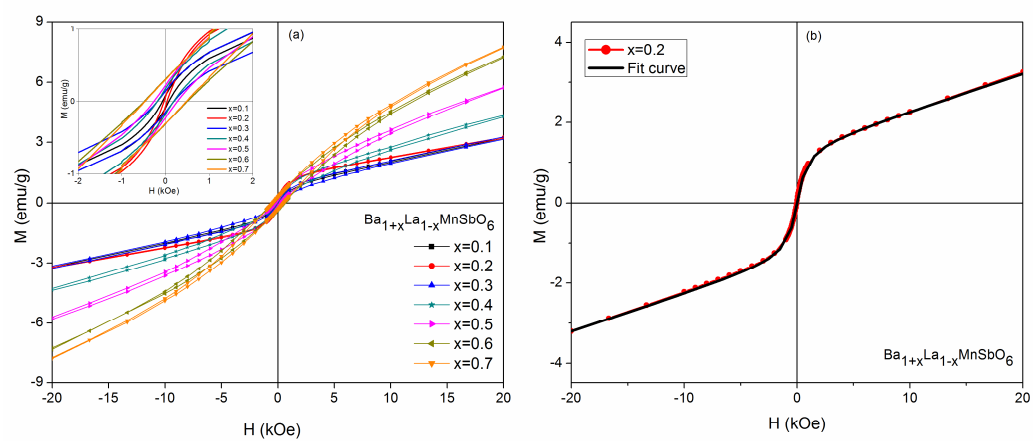 (a)
9
6
3
0
-3
-6
-9
M (emu/g)
-20 -15 -10 -5 0 5 10 15 20
H (kOe)
Ba1+xLa1-xMnSbO6
x=0.1
x=0.2
x=0.3
x=0.4
x=0.5
x=0.6
x=0.7
1
0
-1
M (emu/g)
-2 -1 0 1 2
H (kOe)
x=0.1
x=0.2
x=0.3
x=0.4
x=0.5
x=0.6
x=0.7
(b)
x=0.2
Fit curve
4
2
0
-2
-4
M (emu/g)
-20 -10 0 10 20
H (kOe)
Ba1+xLa1-xMnSbO6